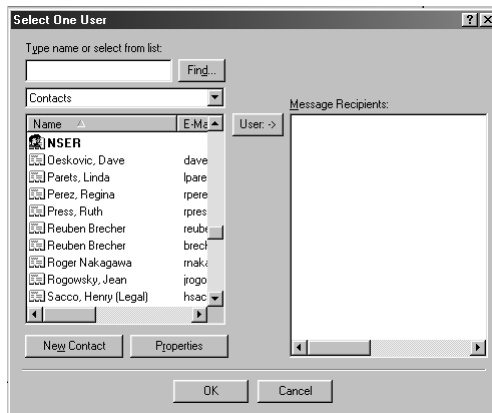 Select One User
Type name or select from list:
Find...
Contacts
Name E-Ma
User: ->
Message Recipients:
NSER
Oeskovic, Dave dave
Parets, Linda lpare
Perez, Regina rpere
Press, Ruth rpres
Reuben Brecher reube
Reuben Brecher brech
Roger Nakagawa rnaka
Rogowsky, Jean jrogo
Sacco, Henry (Legal) hsac
New Contact
Properties
OK
Cancel